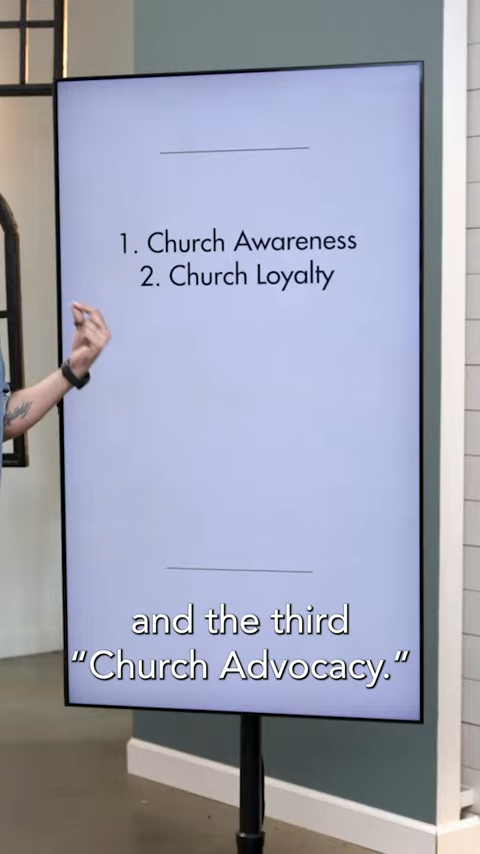 1. Church Awareness
2. Church Loyalty
and the third
“Church Advocacy.”